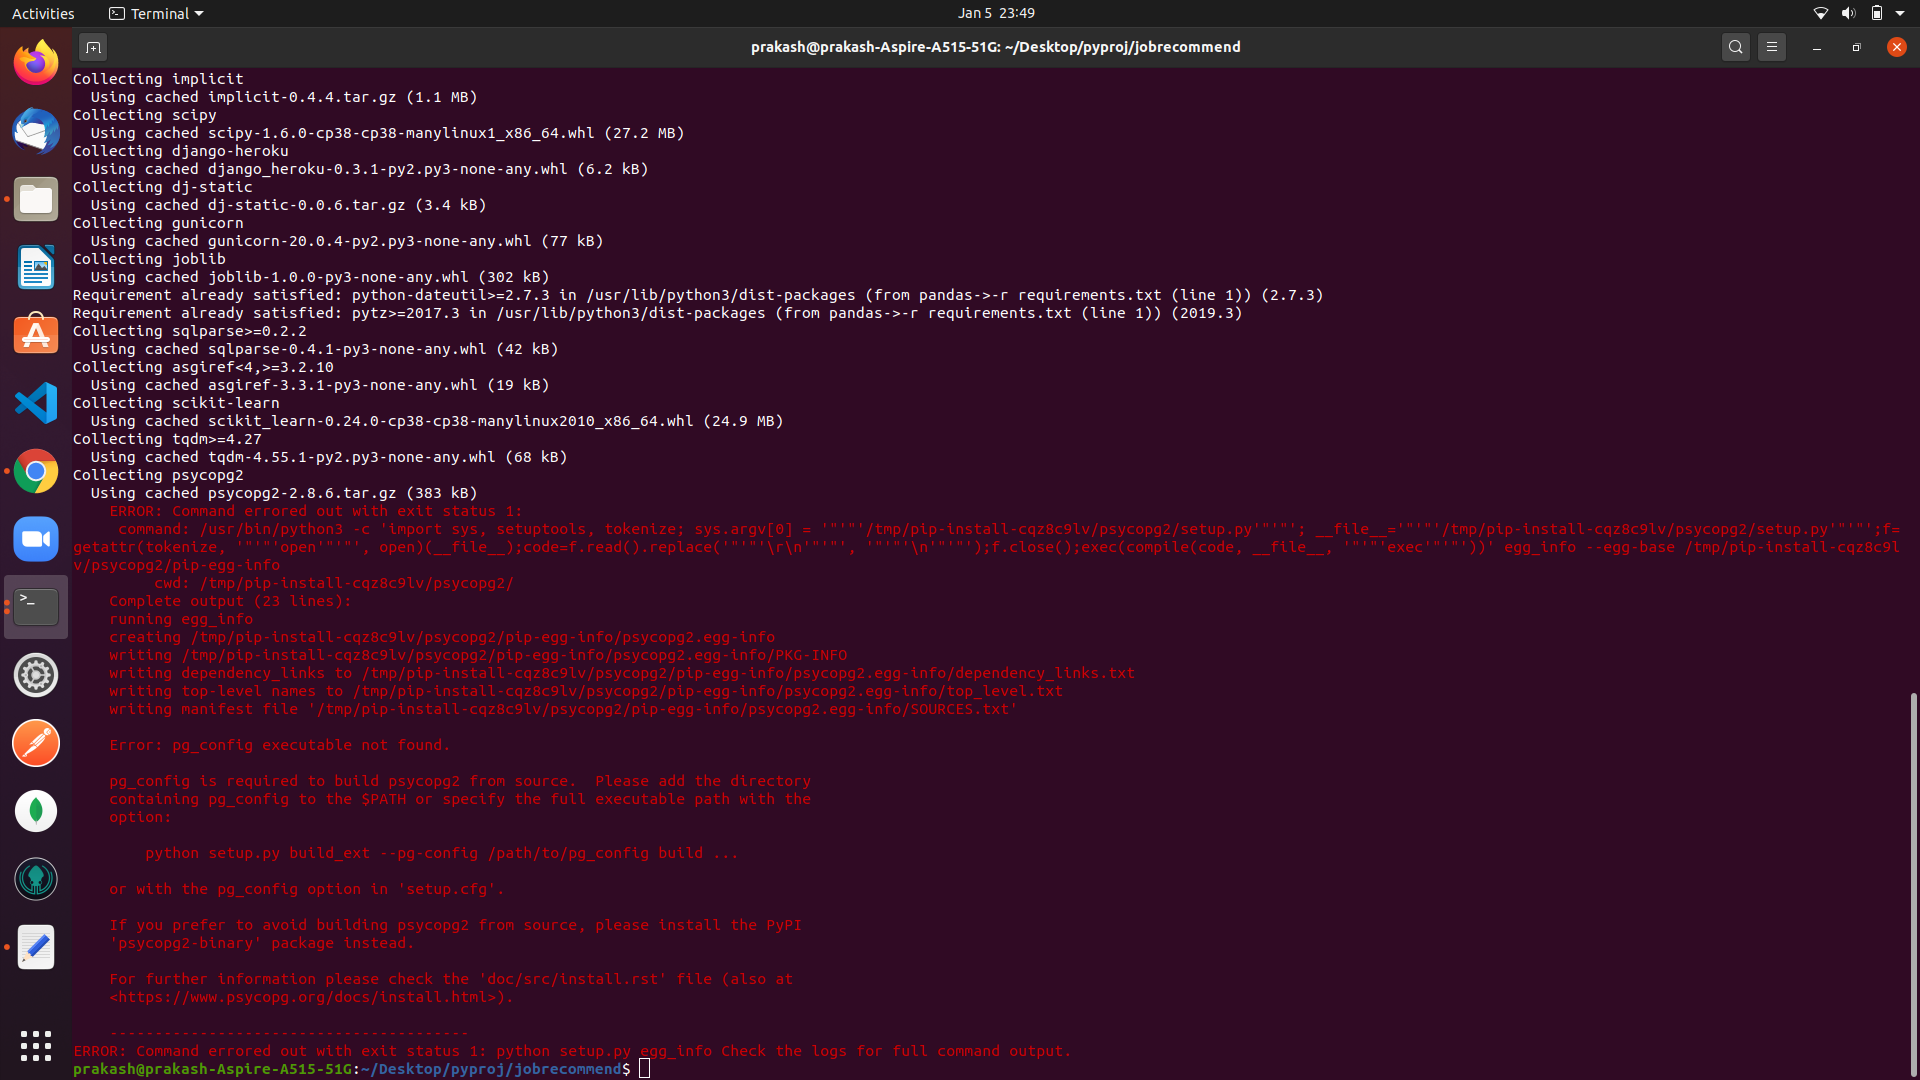 Activities
Terminal
Jan 5 23:49
prakash@prakash-Aspire-A515-51G: ~/Desktop/pyproj/jobrecommend
Collecting implicit
  Using cached implicit-0.4.4.tar.gz (1.1 MB)
Collecting scipy
  Using cached scipy-1.6.0-cp38-cp38-manylinux1_x86_64.whl (27.2 MB)
Collecting django-heroku
  Using cached django_heroku-0.3.1-py2.py3-none-any.whl (6.2 kB)
Collecting dj-static
  Using cached dj-static-0.0.6.tar.gz (3.4 kB)
Collecting gunicorn
  Using cached gunicorn-20.0.4-py2.py3-none-any.whl (77 kB)
Collecting joblib
  Using cached joblib-1.0.0-py3-none-any.whl (302 kB)
Requirement already satisfied: python-dateutil>=2.7.3 in /usr/lib/python3/dist-packages (from pandas->-r requirements.txt (line 1)) (2.7.3)
Requirement already satisfied: pytz>=2017.3 in /usr/lib/python3/dist-packages (from pandas->-r requirements.txt (line 1)) (2019.3)
Collecting sqlparse>=0.2.2
  Using cached sqlparse-0.4.1-py3-none-any.whl (42 kB)
Collecting asgiref<4,>=3.2.10
  Using cached asgiref-3.3.1-py3-none-any.whl (19 kB)
Collecting scikit-learn
  Using cached scikit_learn-0.24.0-cp38-cp38-manylinux2010_x86_64.whl (24.9 MB)
Collecting tqdm>=4.27
  Using cached tqdm-4.55.1-py2.py3-none-any.whl (68 kB)
Collecting psycopg2
  Using cached psycopg2-2.8.6.tar.gz (383 kB)
    ERROR: Command errored out with exit status 1:
     command: /usr/bin/python3 -c 'import sys, setuptools, tokenize; sys.argv[0] = '"'"'/tmp/pip-install-cqz8c9lv/psycopg2/setup.py'"'"'; __file__='"'"'/tmp/pip-install-cqz8c9lv/psycopg2/setup.py'"'"';f=
getattr(tokenize, '"'"'open'"'"', open)(__file__);code=f.read().replace('"'"'\r\n'"'"', '"'"'\n'"'"');f.close();exec(compile(code, __file__, '"'"'exec'"'"'))' egg_info --egg-base /tmp/pip-install-cqz8c9l
v/psycopg2/pip-egg-info
         cwd: /tmp/pip-install-cqz8c9lv/psycopg2/
    Complete output (23 lines):
    running egg_info
    creating /tmp/pip-install-cqz8c9lv/psycopg2/pip-egg-info/psycopg2.egg-info
    writing /tmp/pip-install-cqz8c9lv/psycopg2/pip-egg-info/psycopg2.egg-info/PKG-INFO
    writing dependency_links to /tmp/pip-install-cqz8c9lv/psycopg2/pip-egg-info/psycopg2.egg-info/dependency_links.txt
    writing top-level names to /tmp/pip-install-cqz8c9lv/psycopg2/pip-egg-info/psycopg2.egg-info/top_level.txt
    writing manifest file '/tmp/pip-install-cqz8c9lv/psycopg2/pip-egg-info/psycopg2.egg-info/SOURCES.txt'
    Error: pg_config executable not found.
    pg_config is required to build psycopg2 from source.  Please add the directory
    containing pg_config to the $PATH or specify the full executable path with the
    option:
        python setup.py build_ext --pg-config /path/to/pg_config build ...
    or with the pg_config option in 'setup.cfg'.
    If you prefer to avoid building psycopg2 from source, please install the PyPI
    'psycopg2-binary' package instead.
    For further information please check the 'doc/src/install.rst' file (also at
    <https://www.psycopg.org/docs/install.html>).
    ----------------------------------------
ERROR: Command errored out with exit status 1: python setup.py egg_info Check the logs for full command output.
prakash@prakash-Aspire-A515-51G:~/Desktop/pyproj/jobrecommend$